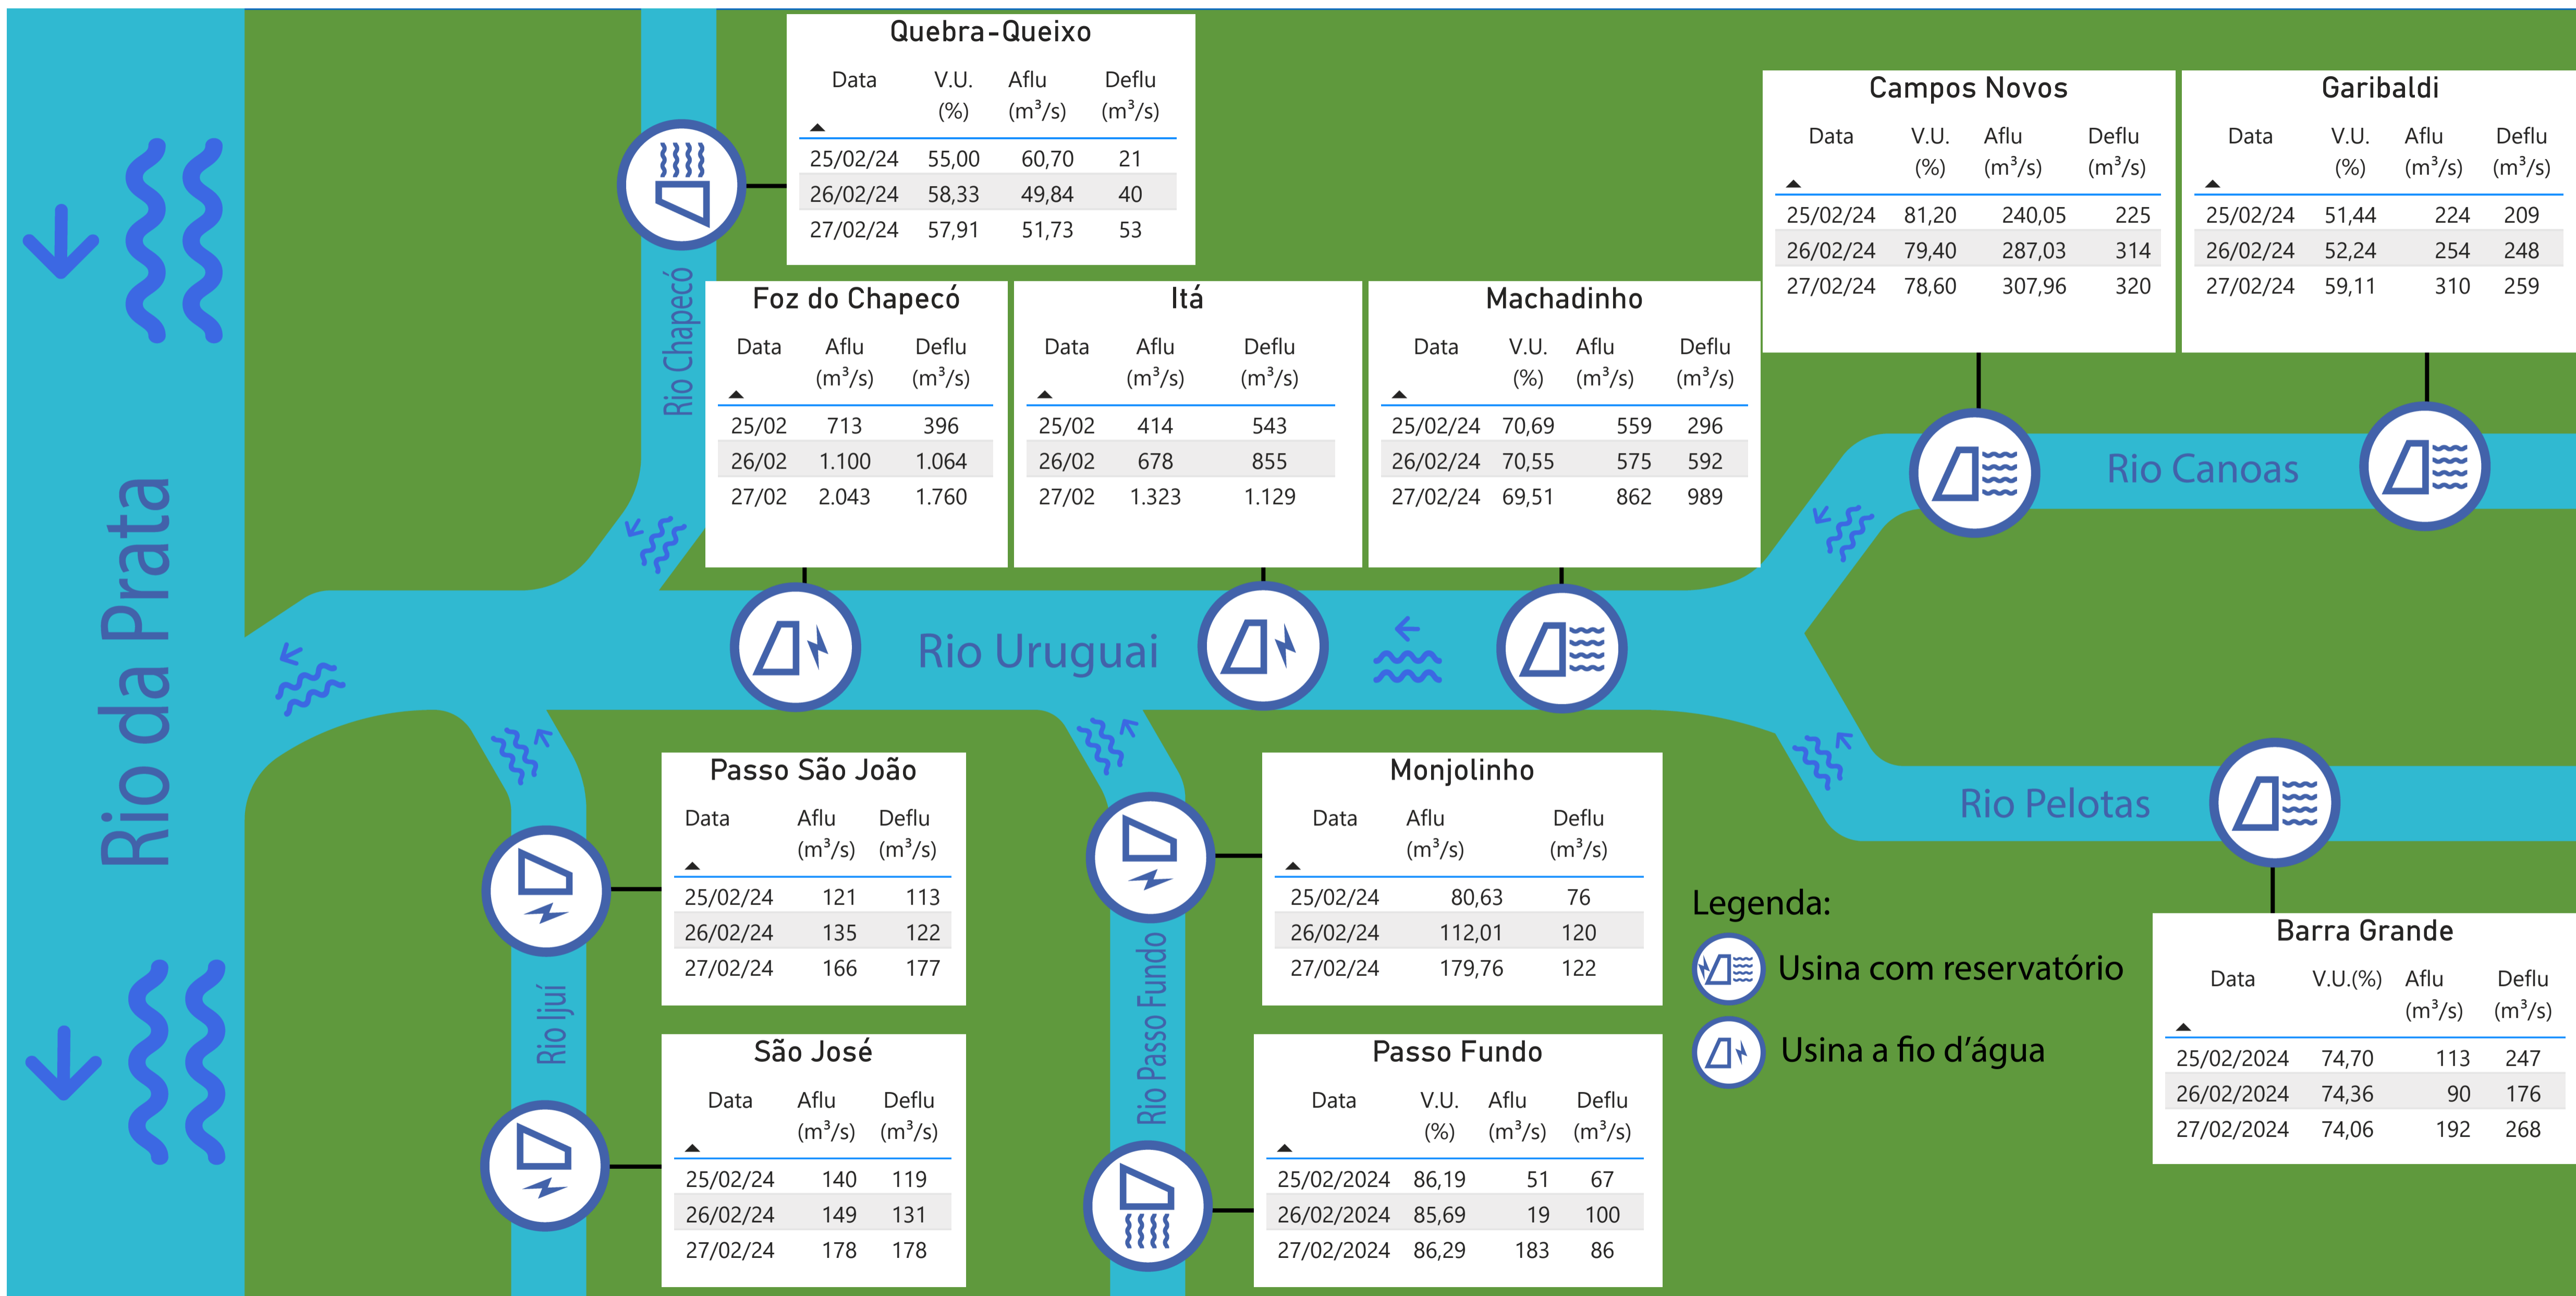 Rio da Prata
Quebra-Queixo
Data V.U. (%) Aflu (m³/s) Deflu (m³/s)
25/02/24 55,00 60,70 21
26/02/24 58,33 49,84 40
27/02/24 57,91 51,73 53
Rio Chapecó
Campos Novos
Data V.U. (%) Aflu (m³/s) Deflu (m³/s)
25/02/24 81,20 240,05 225
26/02/24 79,40 287,03 314
27/02/24 78,60 307,96 320
Garibaldi
Data V.U. (%) Aflu (m³/s) Deflu (m³/s)
25/02/24 51,44 224 209
26/02/24 52,24 254 248
27/02/24 59,11 310 259
Foz do Chapecó
Data Aflu (m³/s) Deflu (m³/s)
25/02 713 396
26/02 1.100 1.064
27/02 2.043 1.760
Itá
Data Aflu (m³/s) Deflu (m³/s)
25/02 414 543
26/02 678 855
27/02 1.323 1.129
Machadinho
Data V.U. (%) Aflu (m³/s) Deflu (m³/s)
25/02/24 70,69 559 296
26/02/24 70,55 575 592
27/02/24 69,51 862 989
Rio Canoas
Rio Uruguai
Rio Pelotas
Passo São João
Data Aflu (m³/s) Deflu (m³/s)
25/02/24 121 113
26/02/24 135 122
27/02/24 166 177
Rio Ijuí
São José
Data Aflu (m³/s) Deflu (m³/s)
25/02/24 140 119
26/02/24 149 131
27/02/24 178 178
Monjolinho
Data Aflu (m³/s) Deflu (m³/s)
25/02/24 80,63 76
26/02/24 112,01 120
27/02/24 179,76 122
Rio Passo Fundo
Passo Fundo
Data V.U. (%) Aflu (m³/s) Deflu (m³/s)
25/02/2024 86,19 51 67
26/02/2024 85,69 19 100
27/02/2024 86,29 183 86
Legenda:
Usina com reservatório
Usina a fio d'água
Barra Grande
Data V.U.(%) Aflu (m³/s) Deflu (m³/s)
25/02/2024 74,70 113 247
26/02/2024 74,36 90 176
27/02/2024 74,06 192 268